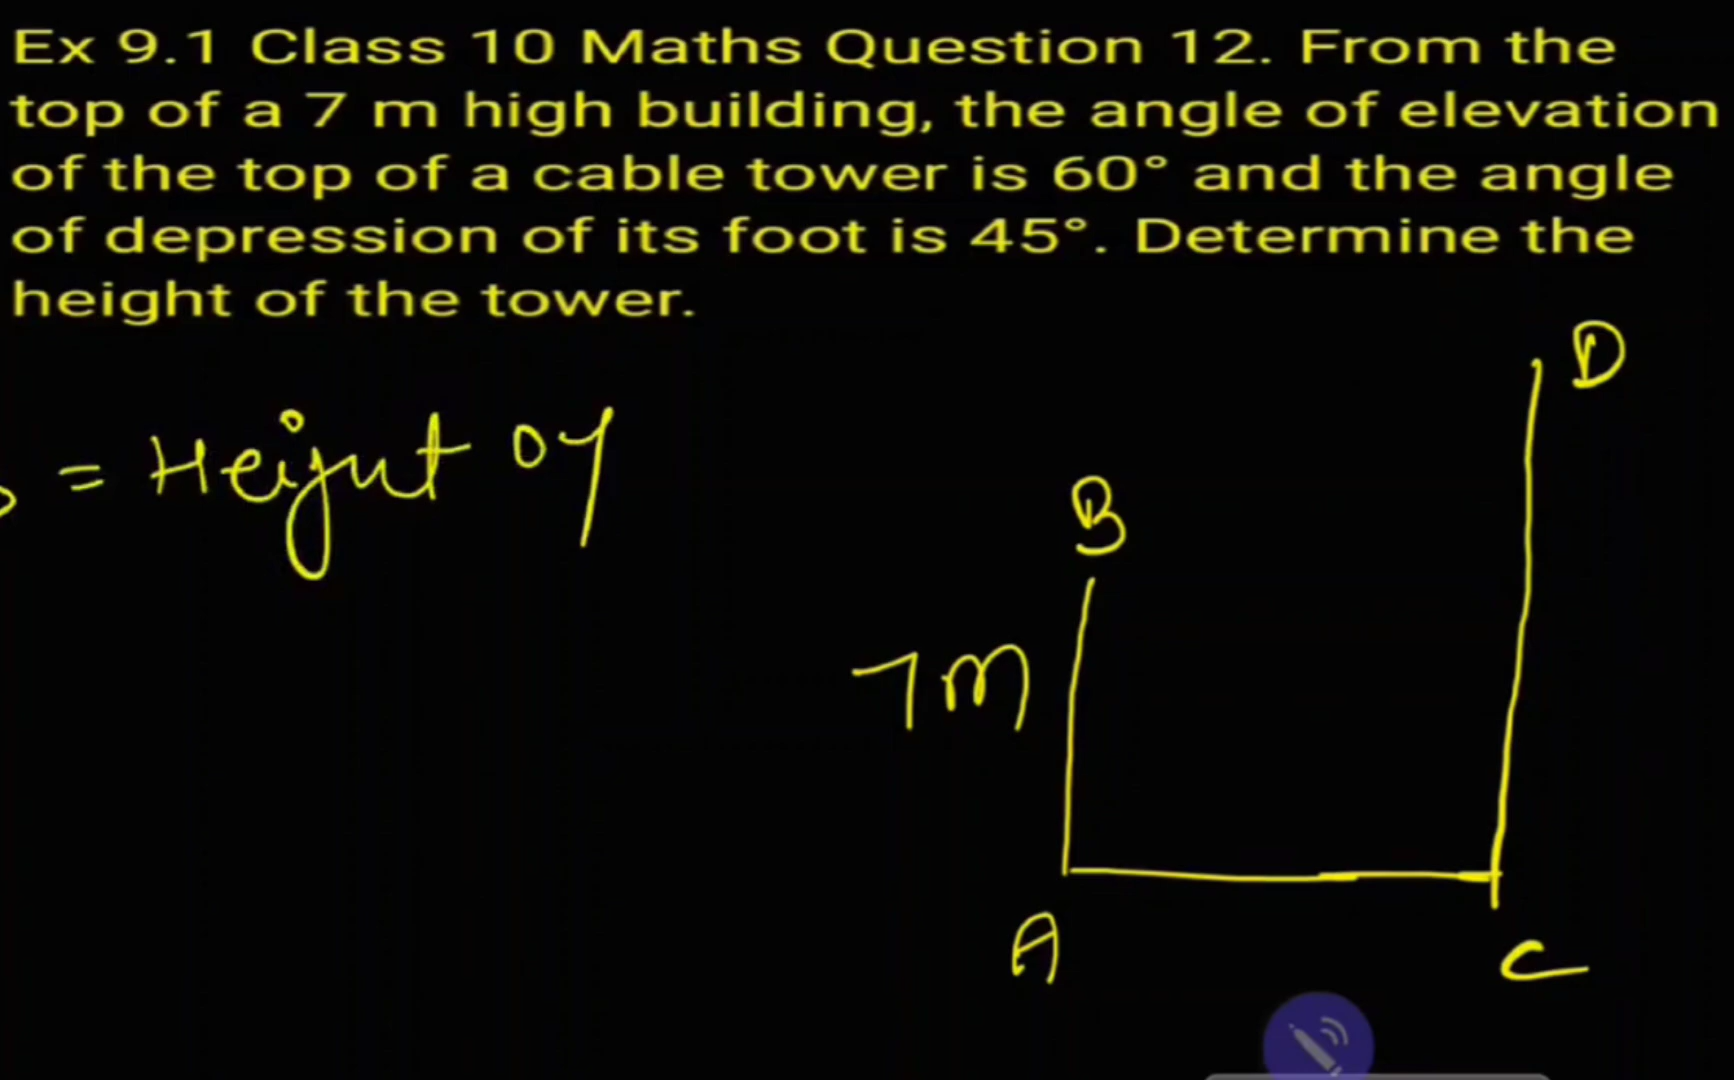 Ex 9.1 Class 10 Maths Question 12. From the
top of a 7 m high building, the angle of elevation
of the top of a cable tower is 60° and the angle
of depression of its foot is 45°. Determine the
height of the tower.
D
= Height of
B
7m
A
C